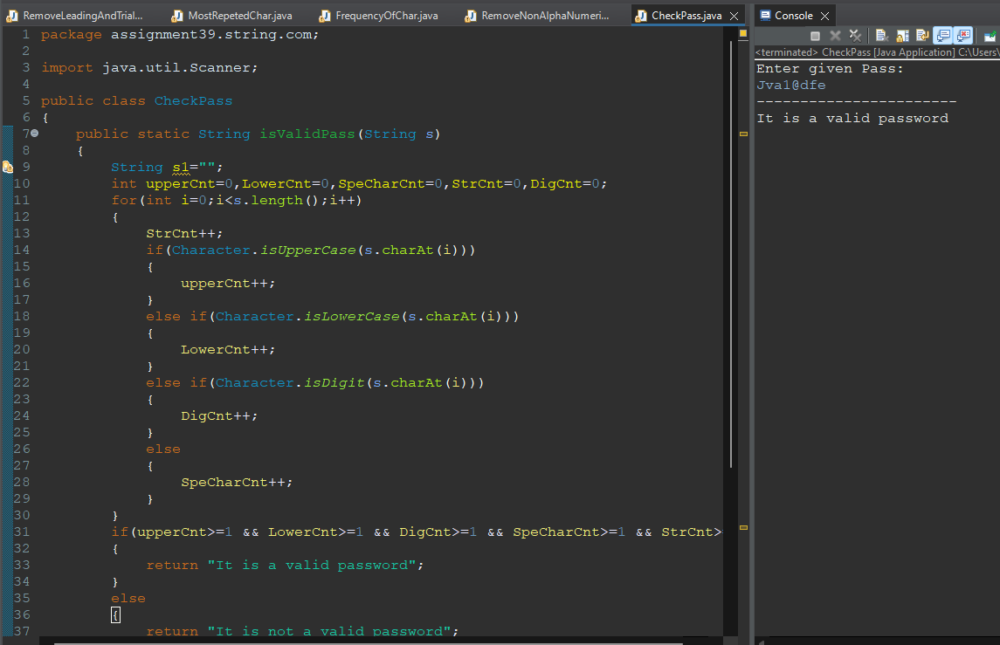 RemoveLeadingAndTrial... MostRepetedChar.java FrequencyOfChar.java RemoveNonAlphaNumeri... CheckPass.java
1 package assignment39.string.com;
2
3 import java.util.Scanner;
4
5 public class CheckPass
6 {
7 public static String isValidPass(String s)
8 {
9 String s1="";
10 int upperCnt=0,LowerCnt=0,SpeCharCnt=0,StrCnt=0,DigCnt=0;
11 for(int i=0;i<s.length();i++)
12 {
13 StrCnt++;
14 if(Character.isUpperCase(s.charAt(i)))
15 {
16 upperCnt++;
17 }
18 else if(Character.isLowerCase(s.charAt(i)))
19 {
20 LowerCnt++;
21 }
22 else if(Character.isDigit(s.charAt(i)))
23 {
24 DigCnt++;
25 }
26 else
27 {
28 SpeCharCnt++;
29 }
30 }
31 if(upperCnt>=1 && LowerCnt>=1 && DigCnt>=1 && SpeCharCnt>=1 && StrCnt>
32 {
33 return "It is a valid password";
34 }
35 else
36 {
37 return "It is not a valid password";
Console
<terminated> CheckPass [Java Application] C:\Users\
Enter given Pass:
Jva1@dfe
-----------------------
It is a valid password